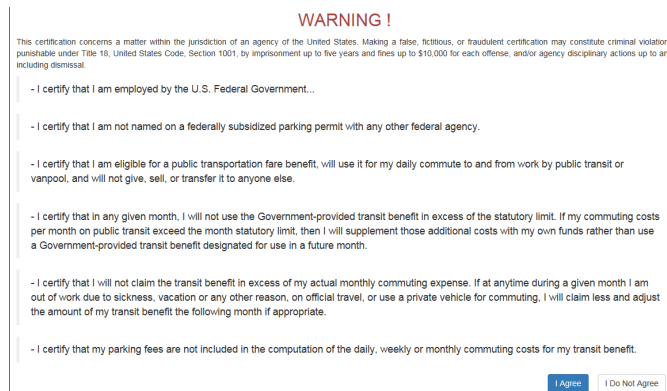 WARNING !
This certification concerns a matter within the jurisdiction of an agency of the United States. Making a false, fictitious, or fraudulent certification may constitute criminal violation
punishable under Title 18, United States Code, Section 1001, by imprisonment up to five years and fines up to $10,000 for each offense, and/or agency disciplinary actions up to an
including dismissal.
- I certify that I am employed by the U.S. Federal Government...
- I certify that I am not named on a federally subsidized parking permit with any other federal agency.
- I certify that I am eligible for a public transportation fare benefit, will use it for my daily commute to and from work by public transit or
vanpool, and will not give, sell, or transfer it to anyone else.
- I certify that in any given month, I will not use the Government-provided transit benefit in excess of the statutory limit. If my commuting costs
per month on public transit exceed the month statutory limit, then I will supplement those additional costs with my own funds rather than use
a Government-provided transit benefit designated for use in a future month.
- I certify that I will not claim the transit benefit in excess of my actual monthly commuting expense. If at anytime during a given month I am
out of work due to sickness, vacation or any other reason, on official travel, or use a private vehicle for commuting, I will claim less and adjust
the amount of my transit benefit the following month if appropriate.
- I certify that my parking fees are not included in the computation of the daily, weekly or monthly commuting costs for my transit benefit.
I Agree I Do Not Agree